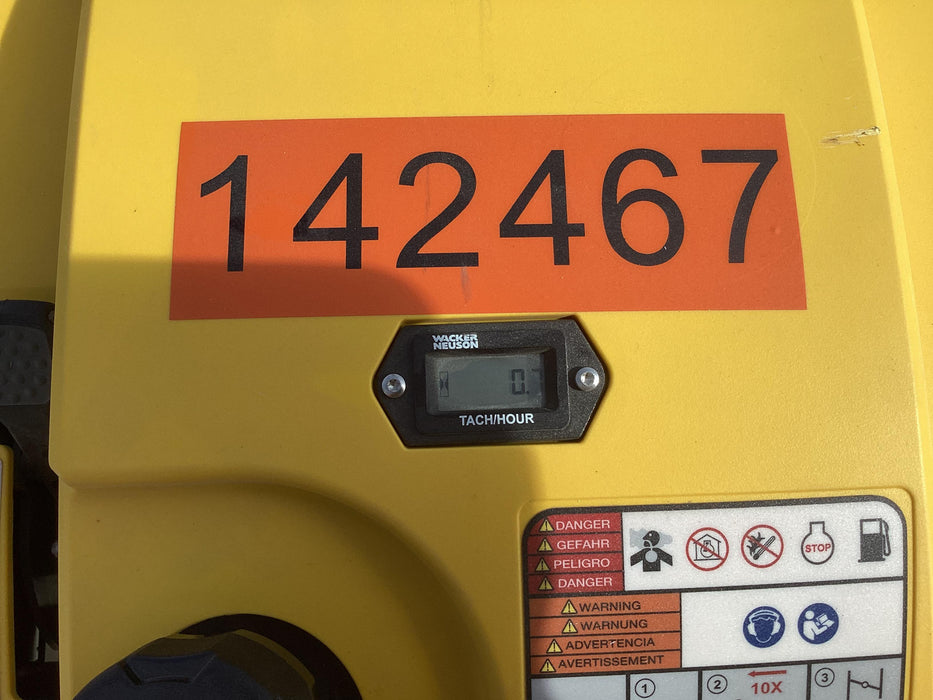 142467
WACKER
NEUSON
0.7
TACH/HOUR
DANGER
GEFAHR
PELIGRO
DANGER
STOP
WARNING
WARNUNG
ADVERTENCIA
AVERTISSEMENT
1
2
10X
3